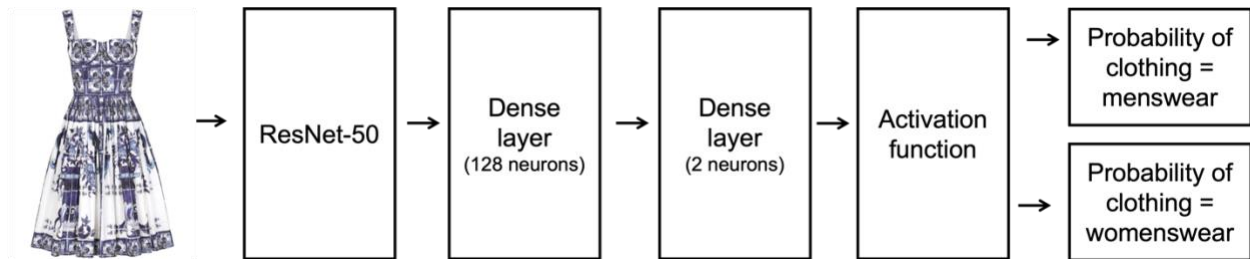 ResNet-50
Dense
layer
(128 neurons)
Dense
layer
(2 neurons)
Activation
function
Probability of
clothing =
menswear
Probability of
clothing =
womenswear